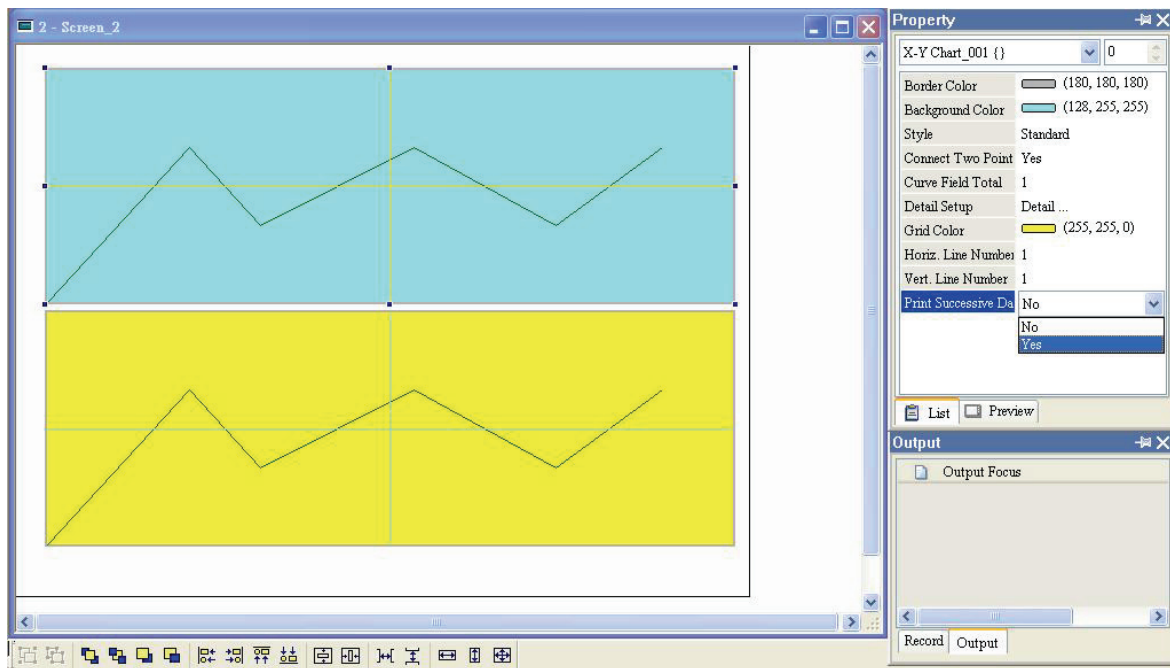 2 - Screen_2
Property
X-Y Chart_001 {}
0
Border Color (180, 180, 180)
Background Color (128, 255, 255)
Style Standard
Connect Two Point Yes
Curve Field Total 1
Detail Setup Detail ...
Grid Color (255, 255, 0)
Horiz. Line Number 1
Vert. Line Number 1
Print Successive Da No
No
Yes
List Preview
Output
Output Focus
Record Output